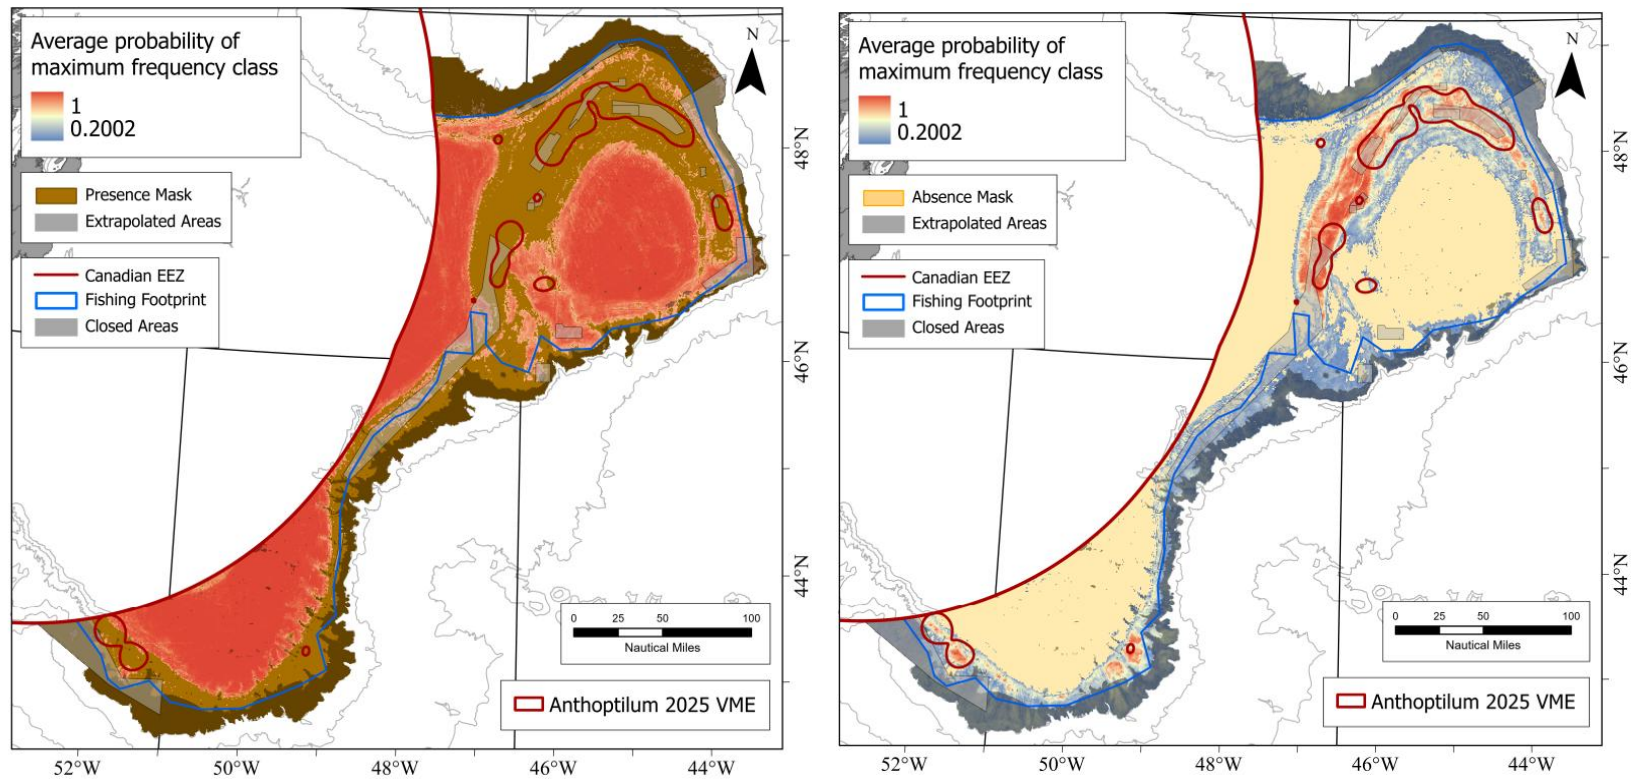 Average probability of
maximum frequency class
1
0.2002
Presence Mask
Extrapolated Areas
Canadian EEZ
Fishing Footprint
Closed Areas
N
48°N
46°N
44°N
0 25 50 100
Nautical Miles
Anthoptilum 2025 VME
52°W 50°W 48°W 46°W 44°W
Average probability of
maximum frequency class
1
0.2002
Absence Mask
Extrapolated Areas
Canadian EEZ
Fishing Footprint
Closed Areas
N
48°N
46°N
44°N
0 25 50 100
Nautical Miles
Anthoptilum 2025 VME
52°W 50°W 48°W 46°W 44°W